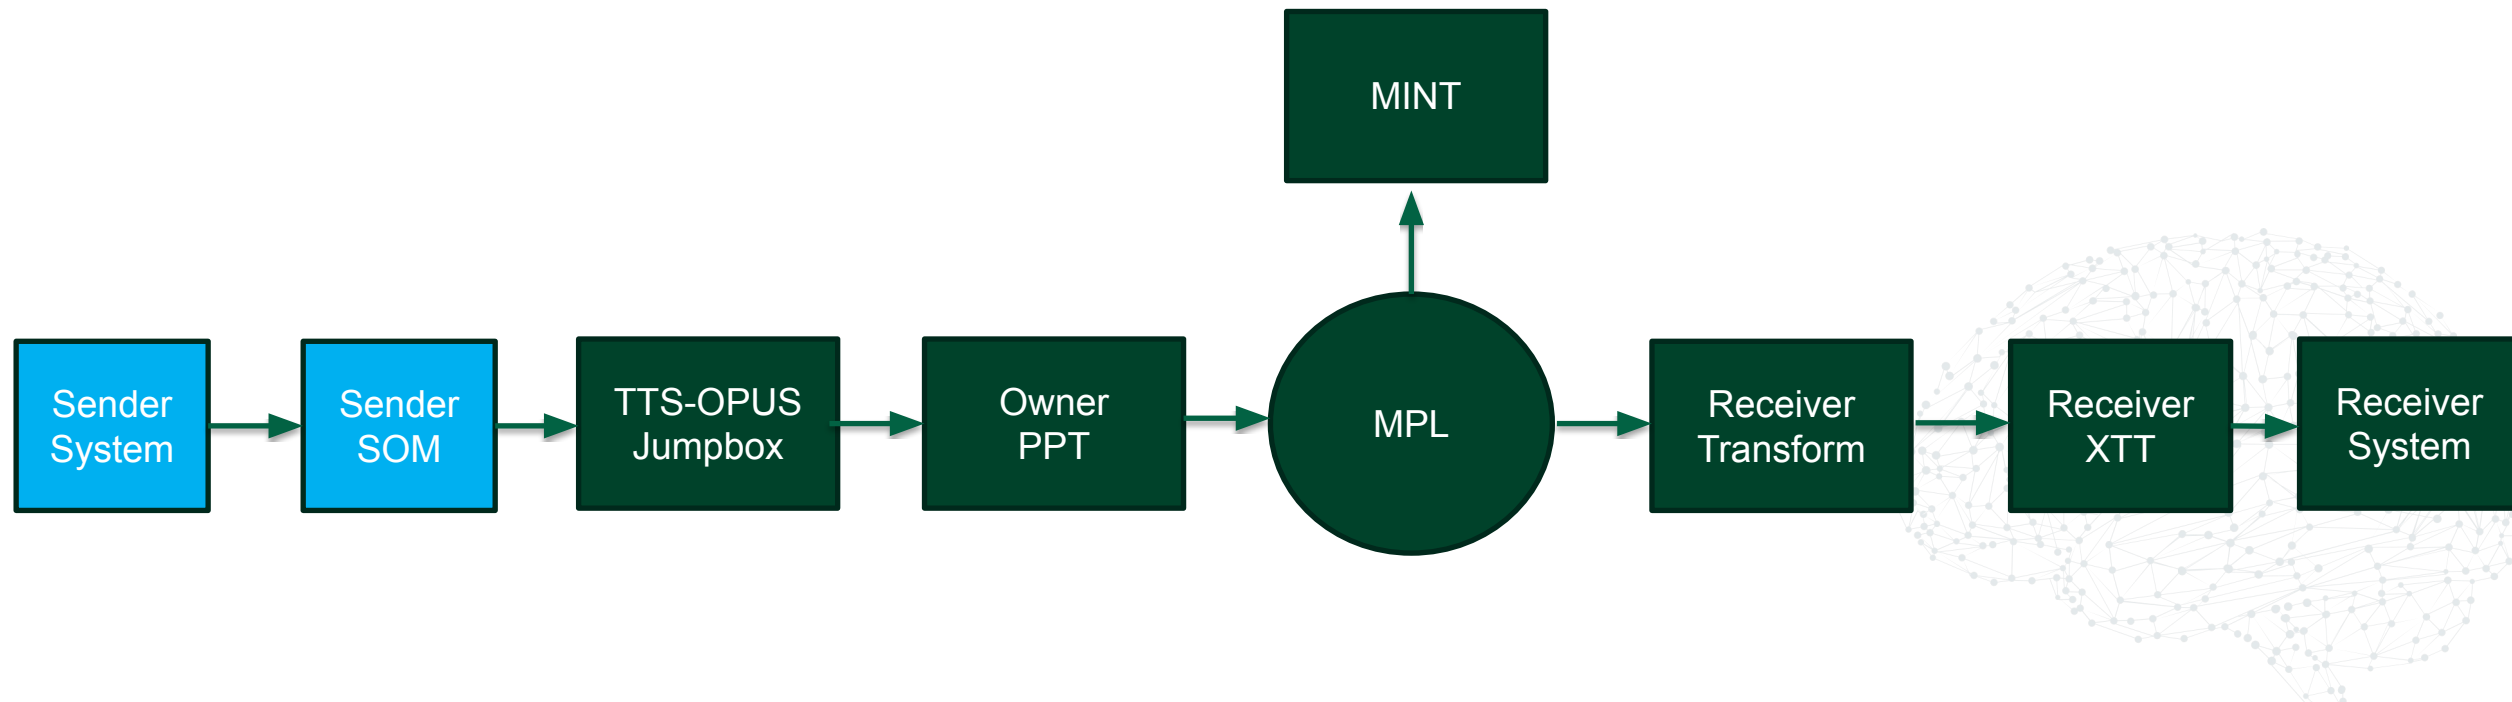 MINT
Sender
System
Sender
SOM
TTS-OPUS
Jumpbox
Owner
PPT
MPL
Receiver
Transform
Receiver
XTT
Receiver
System